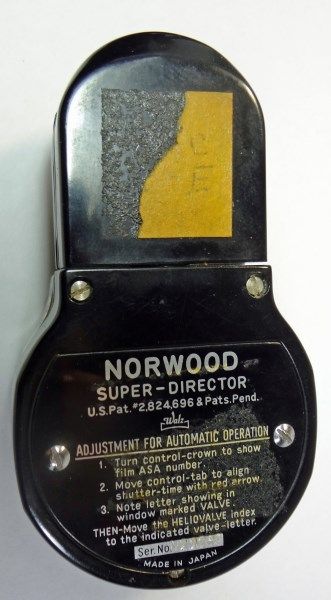 NORWOOD
SUPER-DIRECTOR
U.S. Pat. #2,824,696 & Pats. Pend.
Walz
ADJUSTMENT FOR AUTOMATIC OPERATION
1. Turn control-crown to show
film ASA number.
2. Move control-tab to align
shutter-time with red arrow.
3. Note letter showing in
window marked VALVE.
THEN-Move the HELIOVALVE index
to the indicated valve-letter.
Ser. No.
MADE IN JAPAN